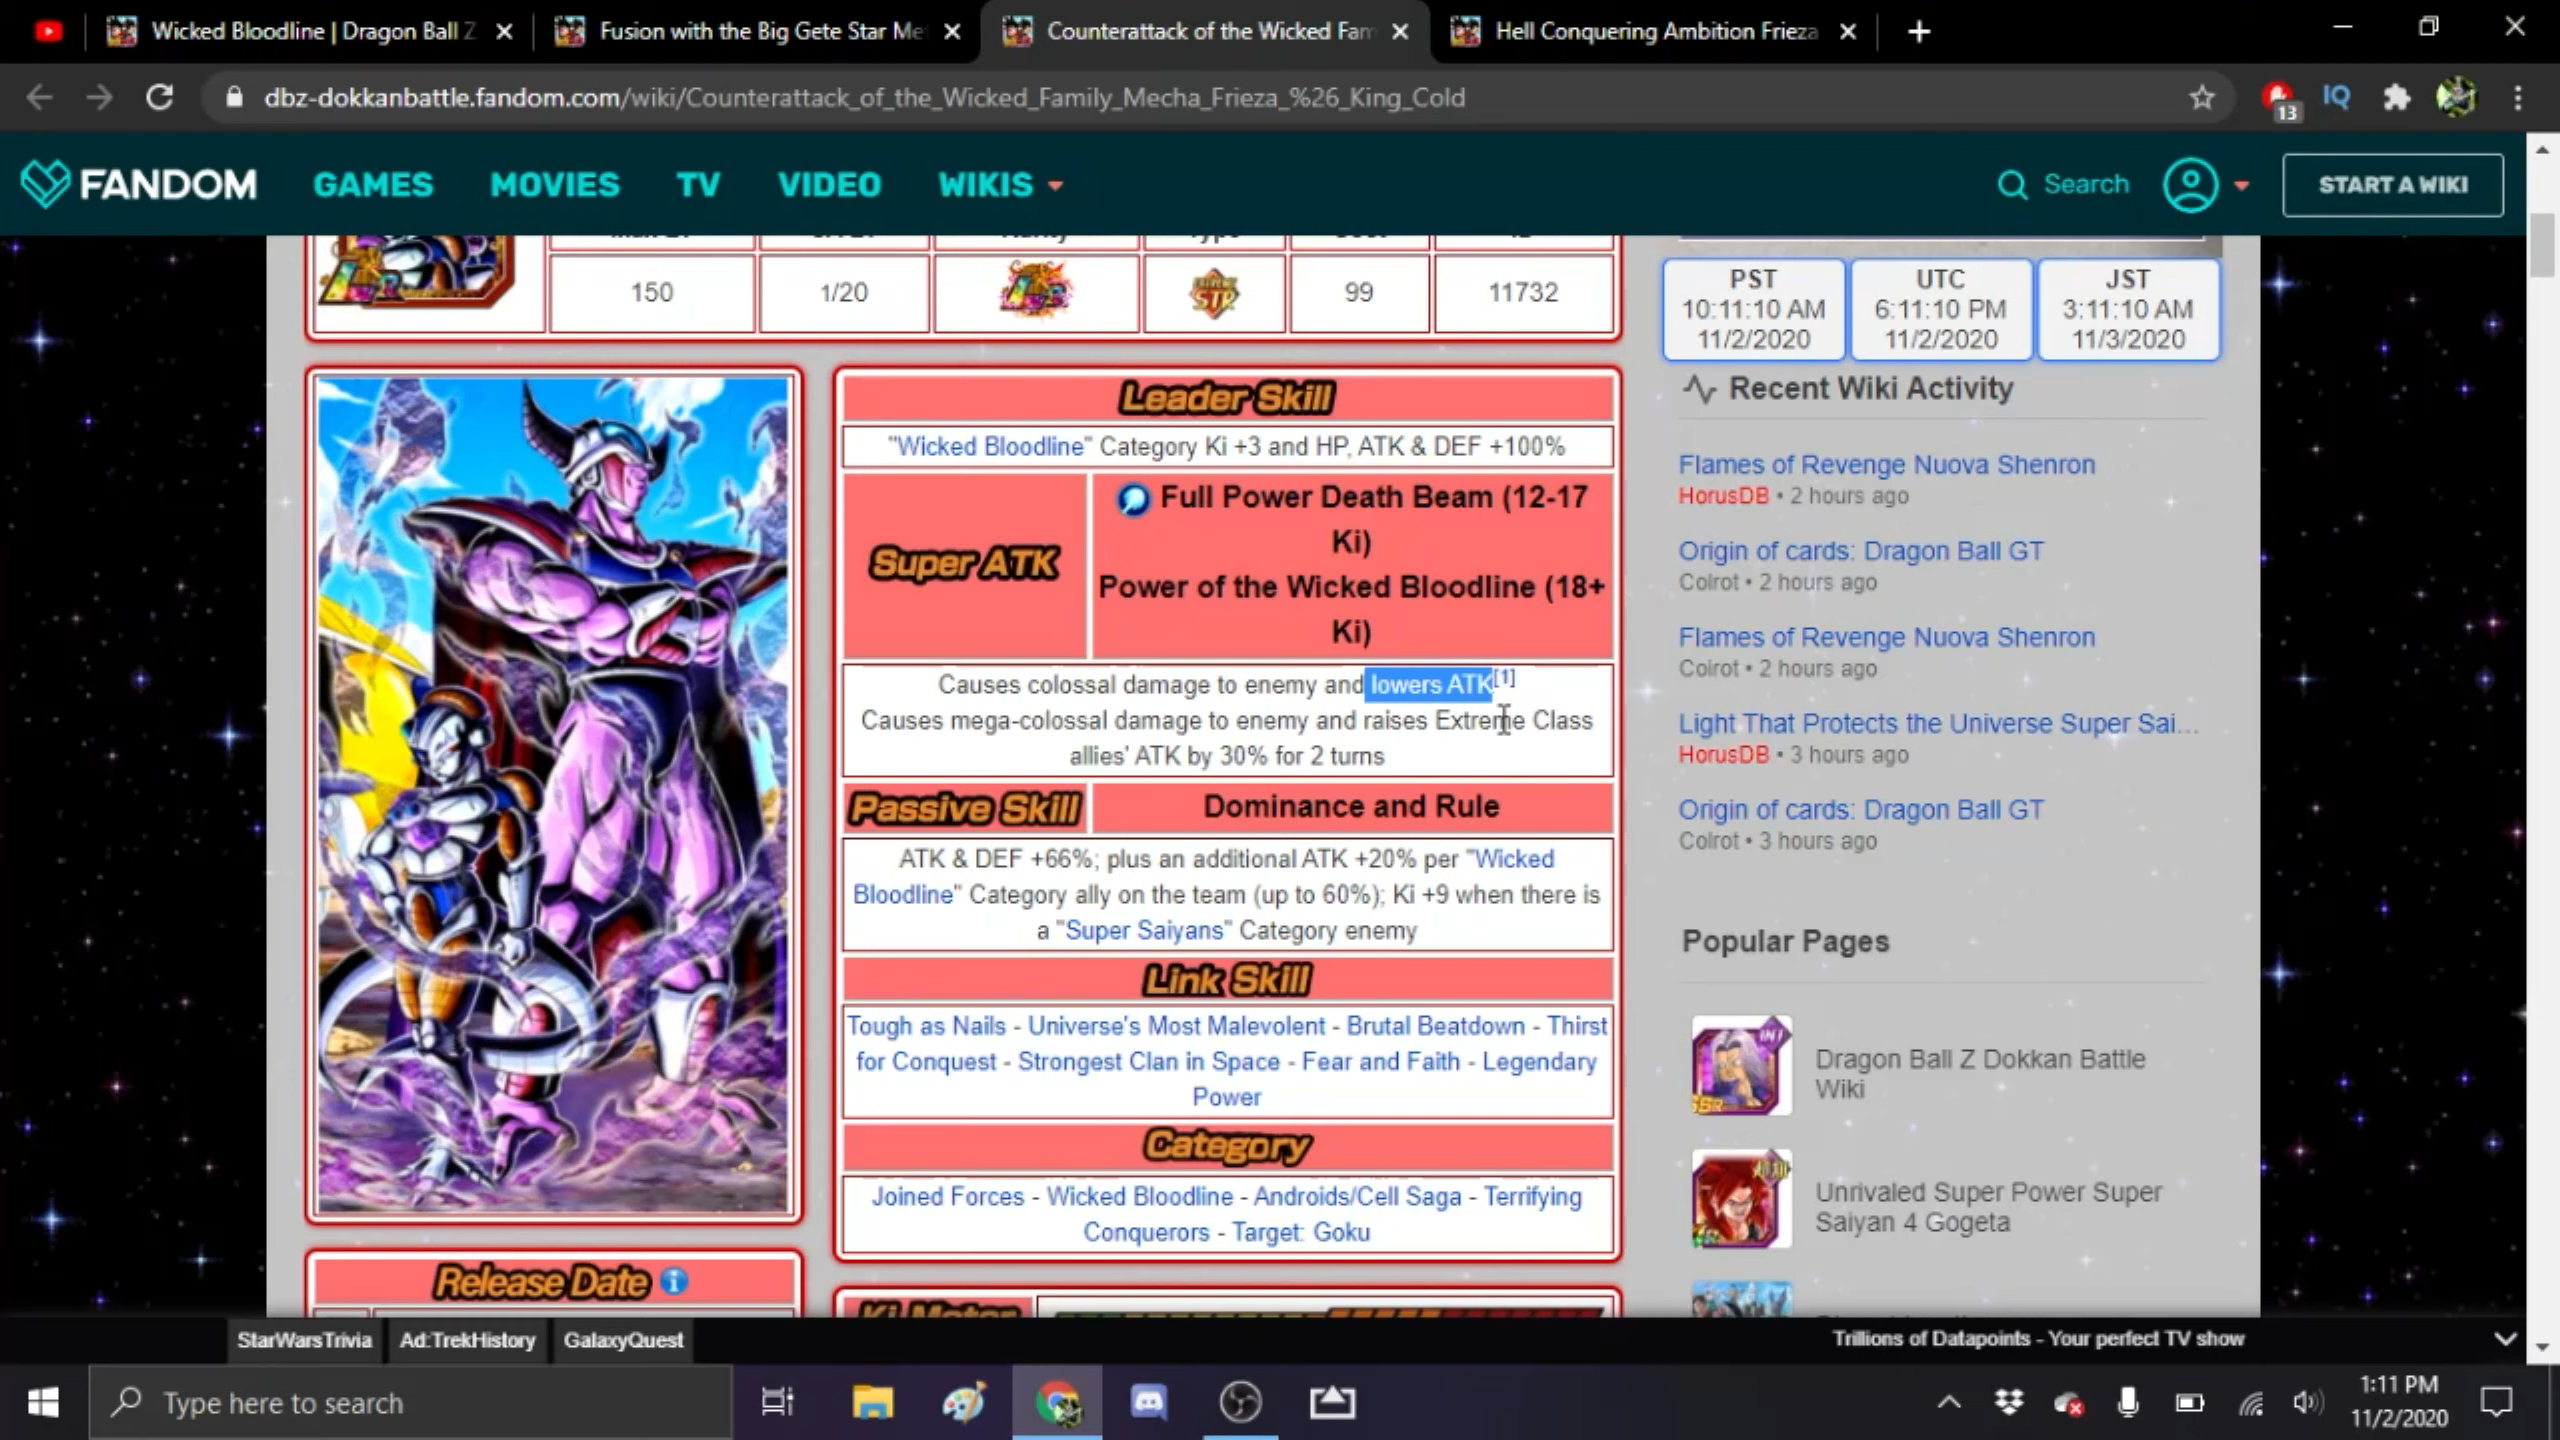 Wicked Bloodline | Dragon Ball Z
Fusion with the Big Gete Star Me
Counterattack of the Wicked Fam
Hell Conquering Ambition Frieza
dbz-dokkanbattle.fandom.com/wiki/Counterattack_of_the_Wicked_Family_Mecha_Frieza_%26_King_Cold
13
IQ
FANDOM
GAMES
MOVIES
TV
VIDEO
WIKIS
Search
START A WIKI
LR
150
1/20
LR
EXTREME STR
99
11732
PST
10:11:10 AM
11/2/2020
UTC
6:11:10 PM
11/2/2020
JST
3:11:10 AM
11/3/2020
Leader Skill
"Wicked Bloodline" Category Ki +3 and HP, ATK & DEF +100%
Super ATK
Full Power Death Beam (12-17
Ki)
Power of the Wicked Bloodline (18+
Ki)
Causes colossal damage to enemy and lowers ATK[1]
Causes mega-colossal damage to enemy and raises Extreme Class
allies' ATK by 30% for 2 turns
Passive Skill
Dominance and Rule
ATK & DEF +66%; plus an additional ATK +20% per "Wicked
Bloodline" Category ally on the team (up to 60%); Ki +9 when there is
a "Super Saiyans" Category enemy
Link Skill
Tough as Nails - Universe's Most Malevolent - Brutal Beatdown - Thirst
for Conquest - Strongest Clan in Space - Fear and Faith - Legendary
Power
Category
Joined Forces - Wicked Bloodline - Androids/Cell Saga - Terrifying
Conquerors - Target: Goku
Release Date
Ki Meter
Recent Wiki Activity
Flames of Revenge Nuova Shenron
HorusDB • 2 hours ago
Origin of cards: Dragon Ball GT
Colrot • 2 hours ago
Flames of Revenge Nuova Shenron
Colrot • 2 hours ago
Light That Protects the Universe Super Sai...
HorusDB • 3 hours ago
Origin of cards: Dragon Ball GT
Colrot • 3 hours ago
Popular Pages
INT
SSR
Dragon Ball Z Dokkan Battle
Wiki
Unrivaled Super Power Super
Saiyan 4 Gogeta
StarWarsTrivia
Ad:TrekHistory
GalaxyQuest
Trillions of Datapoints - Your perfect TV show
Type here to search
1:11 PM
11/2/2020